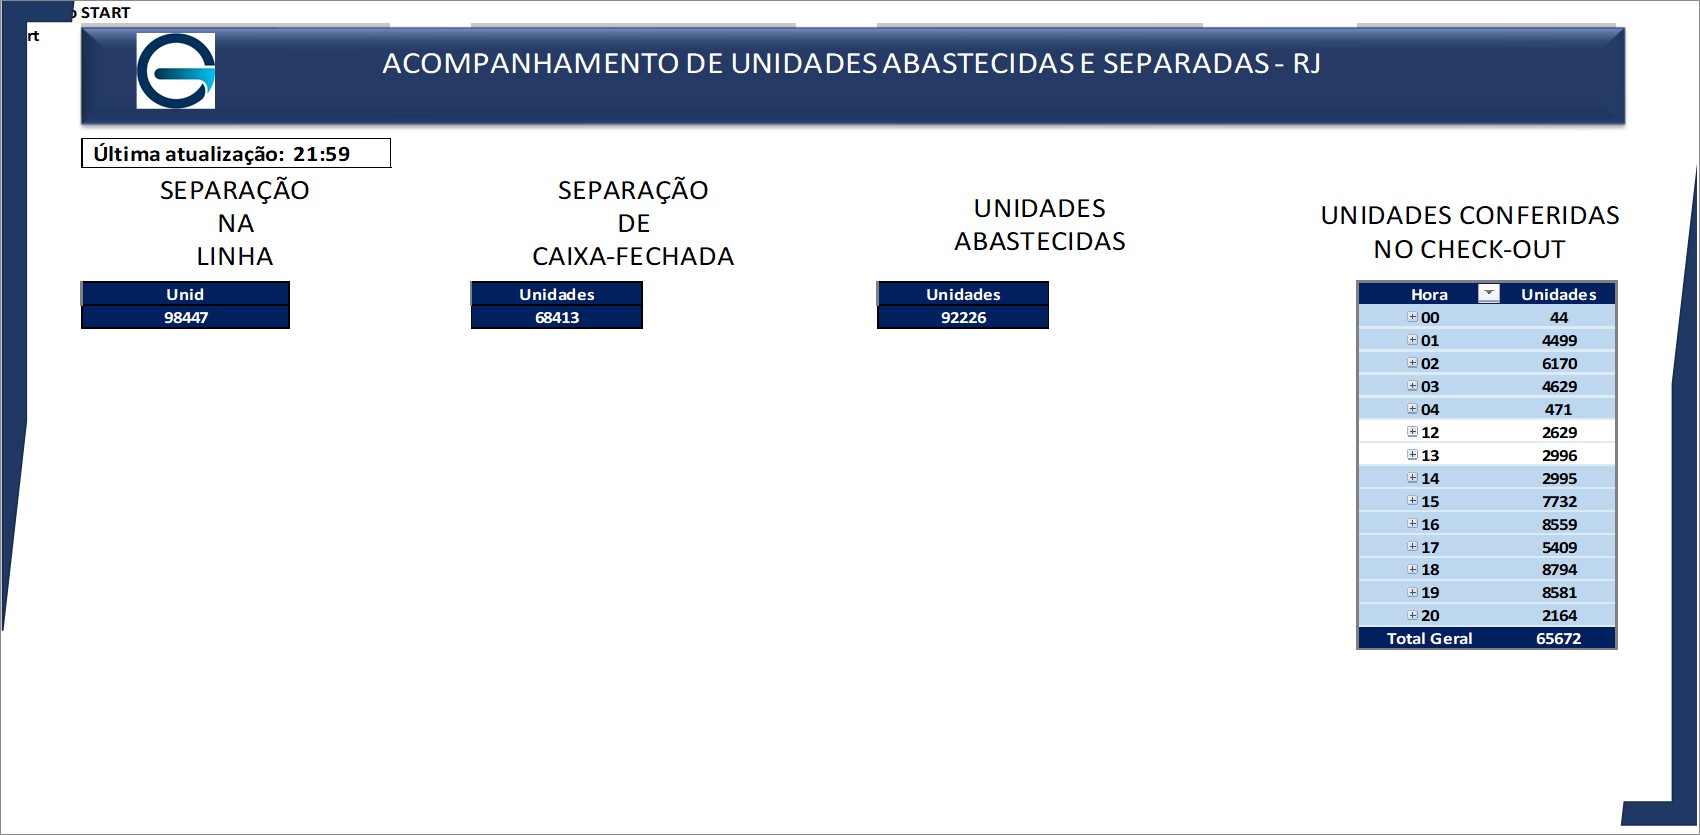 START
rt
ACOMPANHAMENTO DE UNIDADES ABASTECIDAS E SEPARADAS - RJ
Última atualização: 21:59
SEPARAÇÃO
NA
LINHA
Unid
98447
SEPARAÇÃO
DE
CAIXA-FECHADA
Unidades
68413
UNIDADES
ABASTECIDAS
Unidades
92226
UNIDADES CONFERIDAS
NO CHECK-OUT
Hora Unidades
00 44
01 4499
02 6170
03 4629
04 471
12 2629
13 2996
14 2995
15 7732
16 8559
17 5409
18 8794
19 8581
20 2164
Total Geral 65672